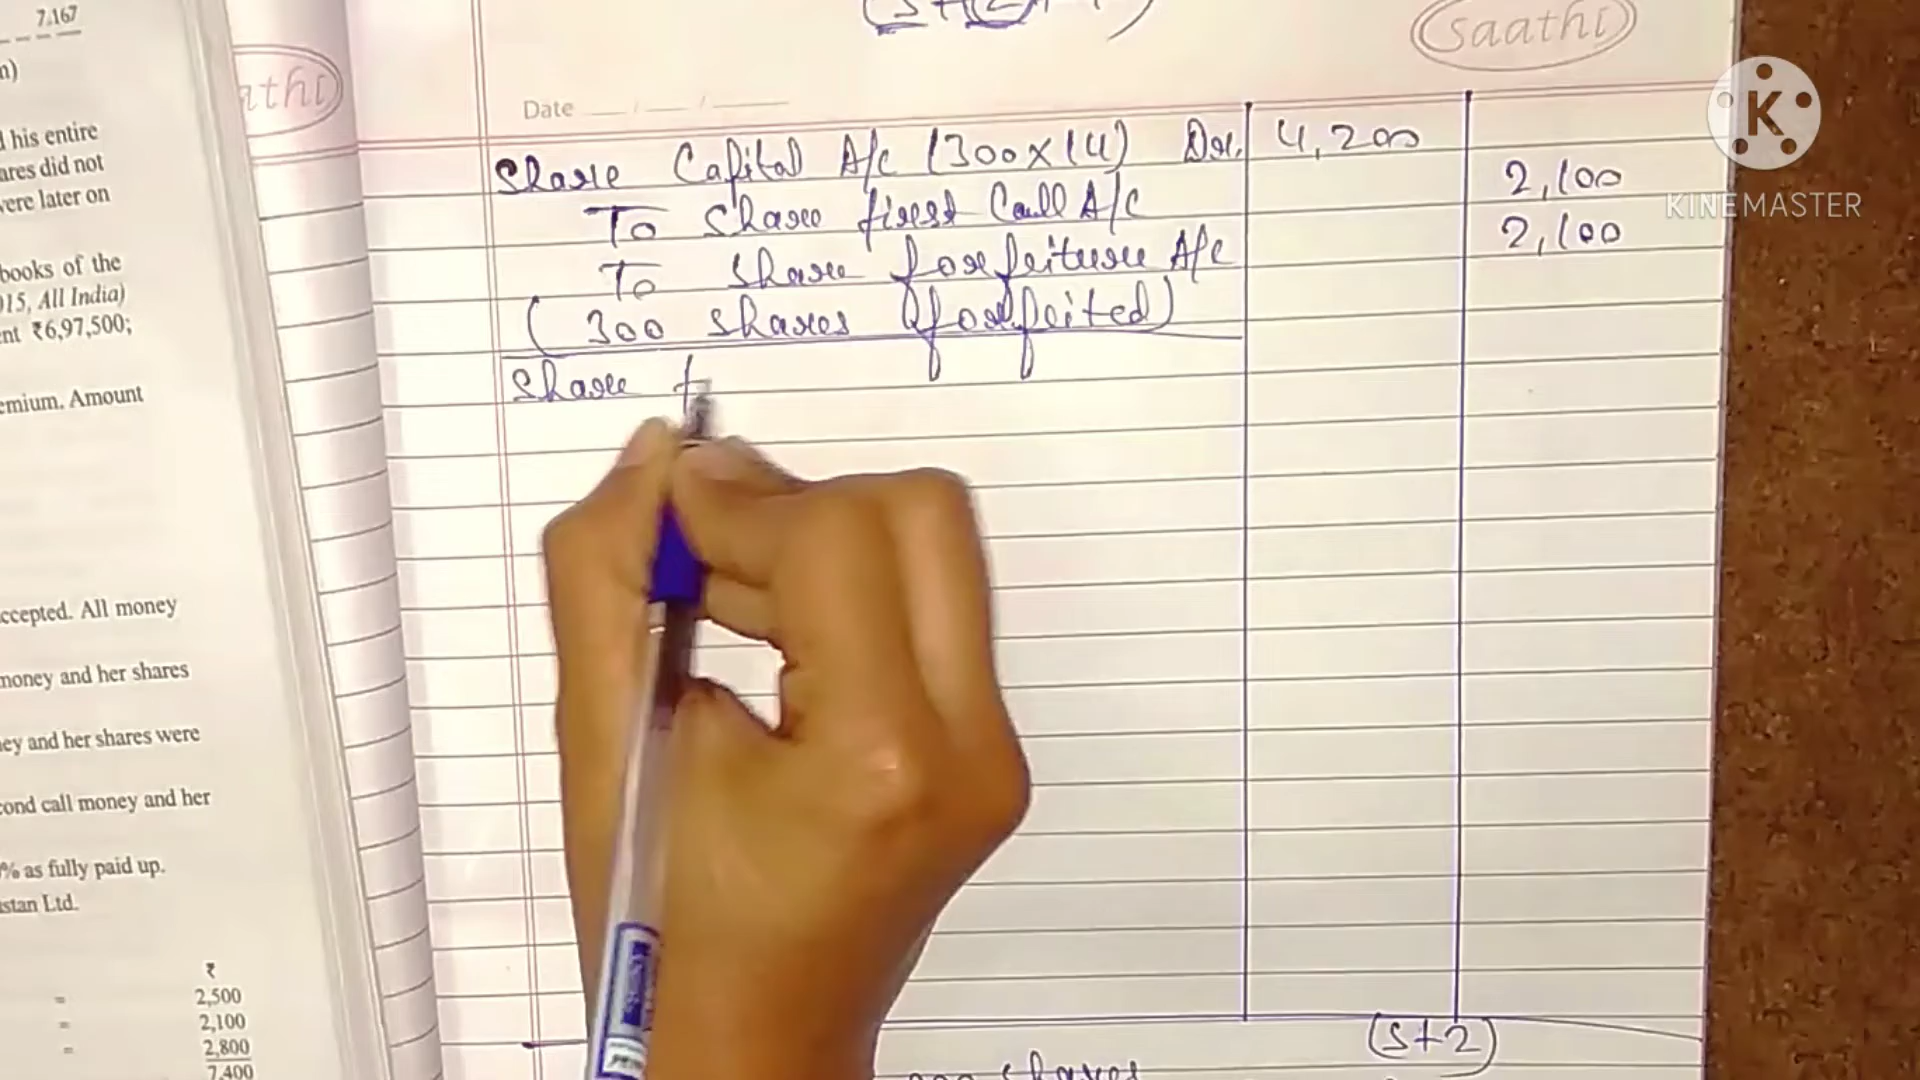 7.167
n)
d his entire
ares did not
were later on
books of the
015, All India)
ent ₹6,97,500;
emium. Amount
ccepted. All money
money and her shares
ney and her shares were
cond call money and her
% as fully paid up.
stan Ltd.
₹
= 2,500
= 2,100
= 2,800
7,400
athi
saathi
K
KINEMASTER
Date
Share Capital A/c (300×14) Dr. 4,200
To Share first Call A/c 2,100
To Share forfeiture A/c 2,100
(300 shares forfeited)
Share f
(5+2)
shares